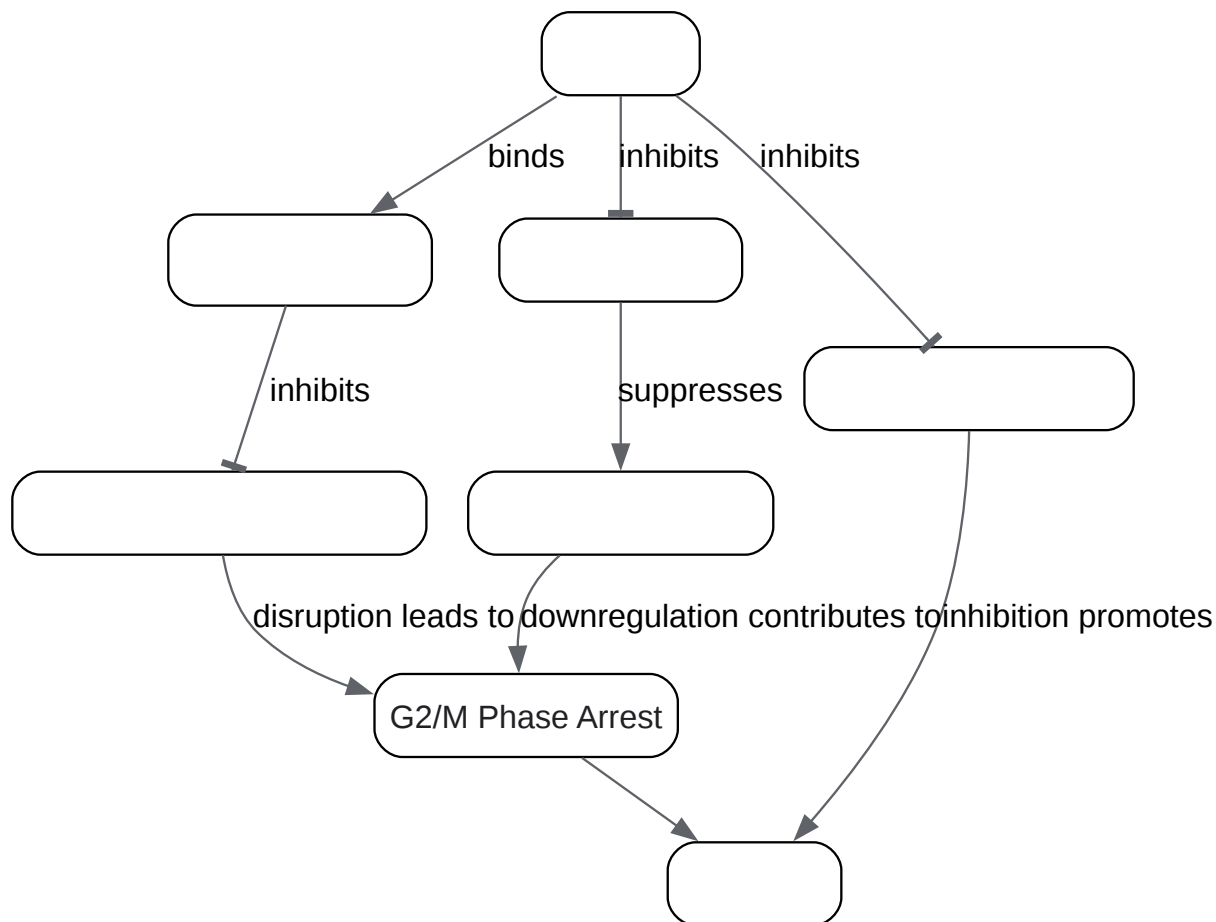 binds
inhibits
inhibits
inhibits
suppresses
disruption leads to
downregulation contributes to
inhibition promotes
G2/M Phase Arrest